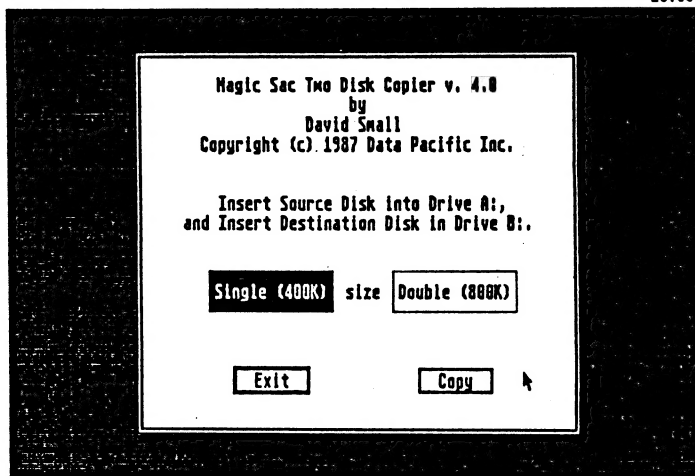 Magic Sac Two Disk Copier v. 4.0
by
David Small
Copyright (c) 1987 Data Pacific Inc.
Insert Source Disk into Drive A:,
and Insert Destination Disk in Drive B:.
Single (400K) size Double (800K)
Exit Copy